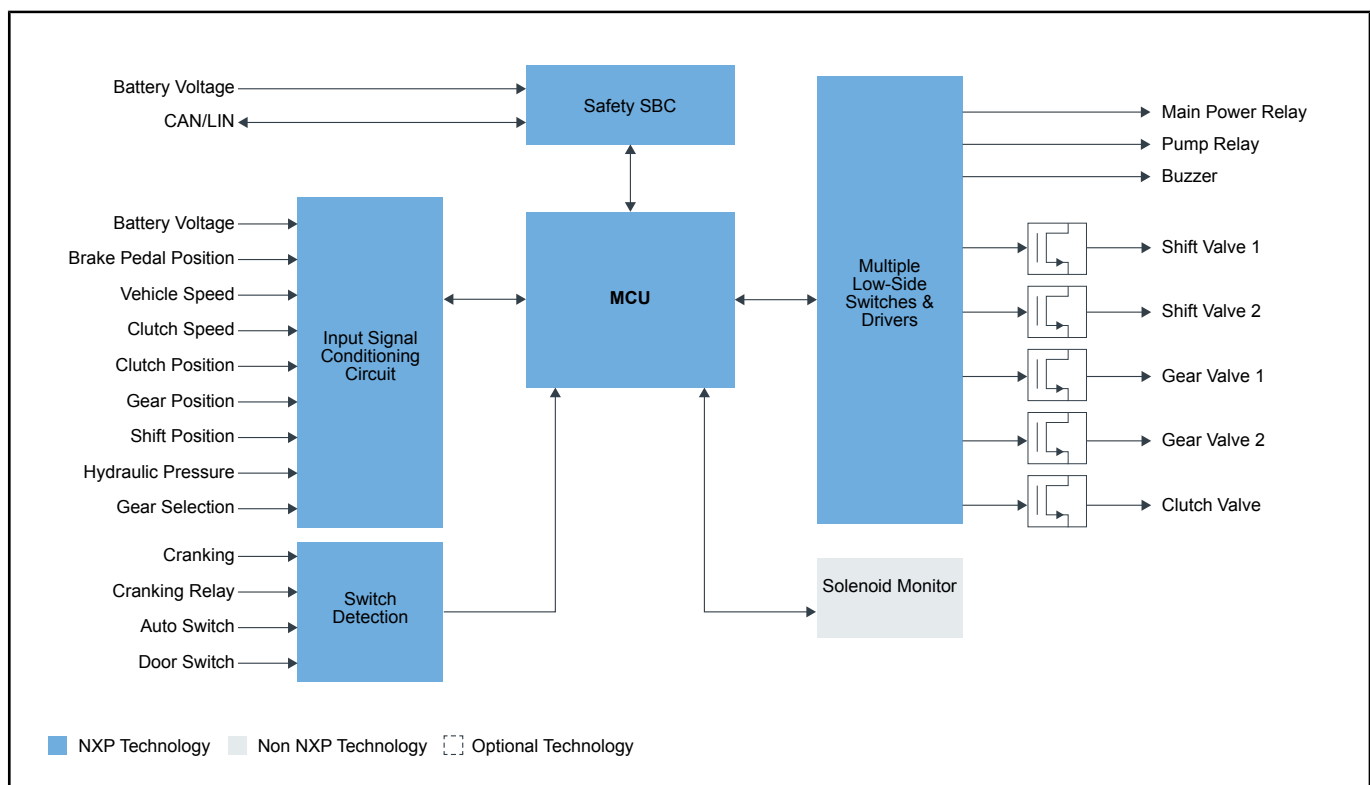 Battery Voltage
CAN/LIN
Safety SBC
Battery Voltage
Brake Pedal Position
Vehicle Speed
Clutch Speed
Clutch Position
Gear Position
Shift Position
Hydraulic Pressure
Gear Selection
Input Signal
Conditioning
Circuit
Cranking
Cranking Relay
Auto Switch
Door Switch
Switch
Detection
MCU
Multiple
Low-Side
Switches &
Drivers
Solenoid Monitor
Main Power Relay
Pump Relay
Buzzer
Shift Valve 1
Shift Valve 2
Gear Valve 1
Gear Valve 2
Clutch Valve
NXP Technology
Non NXP Technology
Optional Technology